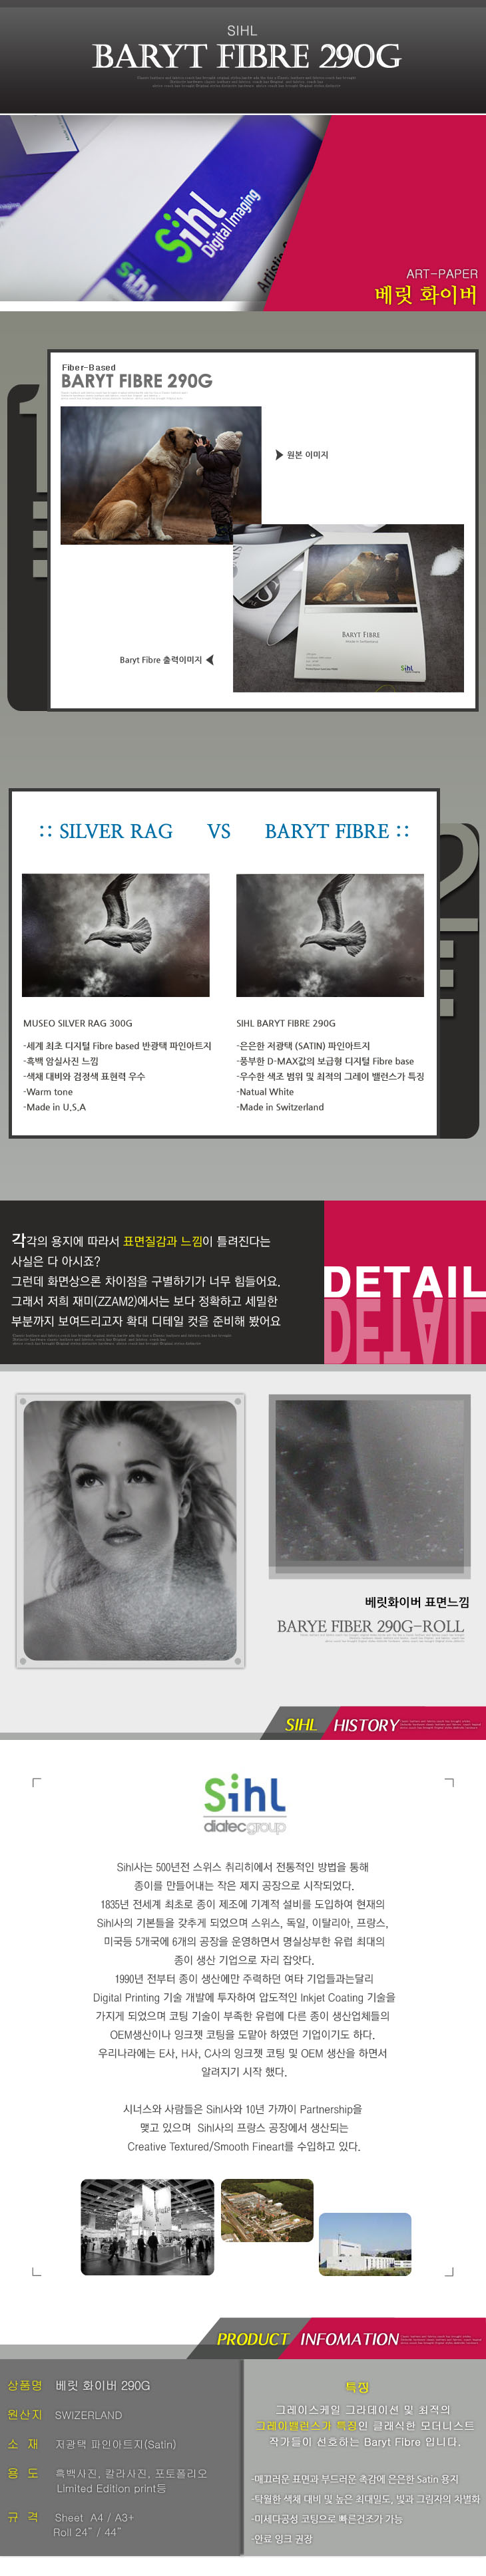 SIHL
BARYT FIBRE 290G
Sihl
Digital Imaging
Sihl
ART-PAPER
베릿 화이버
Fiber-Based
BARYT FIBRE 290G
1
원본 이미지
BARYT FIBRE
Sihl
Baryt Fibre 출력이미지
:: SILVER RAG VS BARYT FIBRE ::
2
MUSEO SILVER RAG 300G
-세계 최초 디지털 Fibre based 반광택 파인아트지
-흑백 암실사진 느낌
-색채 대비와 검정색 표현력 우수
-Warm tone
-Made in U.S.A
SIHL BARYT FIBRE 290G
-은은한 저광택 (SATIN) 파인아트지
-풍부한 D-MAX값의 보급형 디지털 Fibre base
-우수한 색조 범위 및 최적의 그레이 밸런스가 특징
-Natual White
-Made in Switzerland
각각의 용지에 따라서 표면질감과 느낌이 틀려진다는
사실은 다 아시죠?
그런데 화면상으론 차이점을 구별하기가 너무 힘들어요.
그래서 저희 재미(ZZAM2)에서는 보다 정확하고 세밀한
부분까지 보여드리고자 확대 디테일 컷을 준비해 봤어요
DETAIL
베릿화이버 표면느낌
BARYE FIBER 290G-ROLL
SIHL HISTORY
Sihl
diatecgroup
Sihl사는 500년전 스위스 취리히에서 전통적인 방법을 통해
종이를 만들어내는 작은 제지 공장으로 시작되었다.
1835년 전세계 최초로 종이 제조에 기계적 설비를 도입하여 현재의
Sihl사의 기본틀을 갖추게 되었으며 스위스, 독일, 이탈리아, 프랑스,
미국등 5개국에 6개의 공장을 운영하면서 명실상부한 유럽 최대의
종이 생산 기업으로 자리 잡았다.
1990년 전부터 종이 생산에만 주력하던 여타 기업들과는달리
Digital Printing 기술 개발에 투자하여 압도적인 Inkjet Coating 기술을
가지게 되었으며 코팅 기술이 부족한 유럽에 다른 종이 생산업체들의
OEM생산이나 잉크젯 코팅을 도맡아 하였던 기업이기도 하다.
우리나라에는 E사, H사, C사의 잉크젯 코팅 및 OEM 생산을 하면서
알려지기 시작 했다.
시너스와 사람들은 Sihl사와 10년 가까이 Partnership을
맺고 있으며 Sihl사의 프랑스 공장에서 생산되는
Creative Textured/Smooth Fineart를 수입하고 있다.
PRODUCT INFOMATION
상품명 베릿 화이버 290G
원산지 SWIZERLAND
소 재 저광택 파인아트지(Satin)
용 도 흑백사진, 칼라사진, 포토폴리오
Limited Edition print등
규 격 Sheet A4 / A3+
Roll 24" / 44"
특징
그레이스케일 그라데이션 및 최적의
그레이밸런스가 특징인 클래식한 모더니스트
작가들이 선호하는 Baryt Fibre 입니다.
-매끄러운 표면과 부드러운 촉감에 은은한 Satin 용지
-탁월한 색채 대비 및 높은 최대밀도, 빛과 그림자의 차별화
-미세다공성 코팅으로 빠른건조가 가능
-안료 잉크 권장